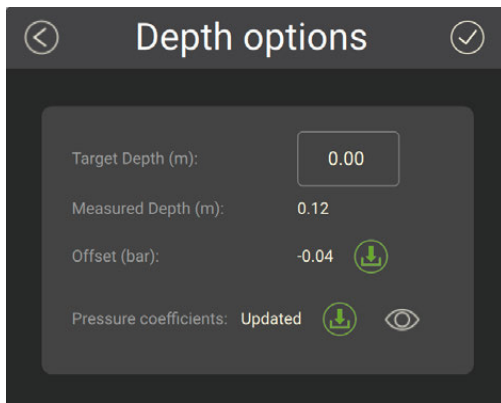 Depth options
Target Depth (m): 0.00
Measured Depth (m): 0.12
Offset (bar): -0.04
Pressure coefficients: Updated